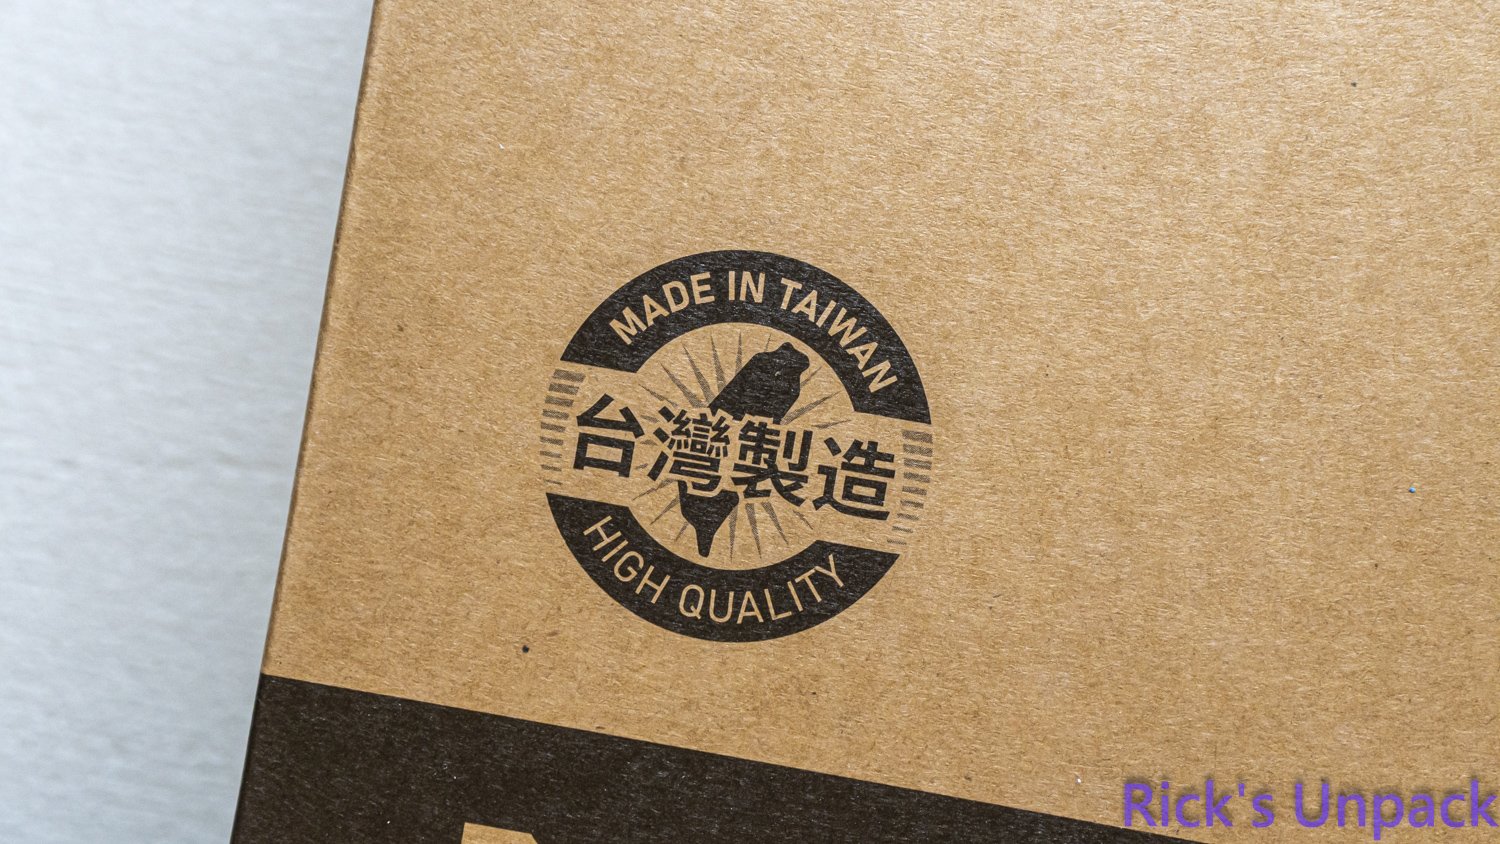 MADE IN TAIWAN
台灣製造
HIGH QUALITY
Rick's Unpack